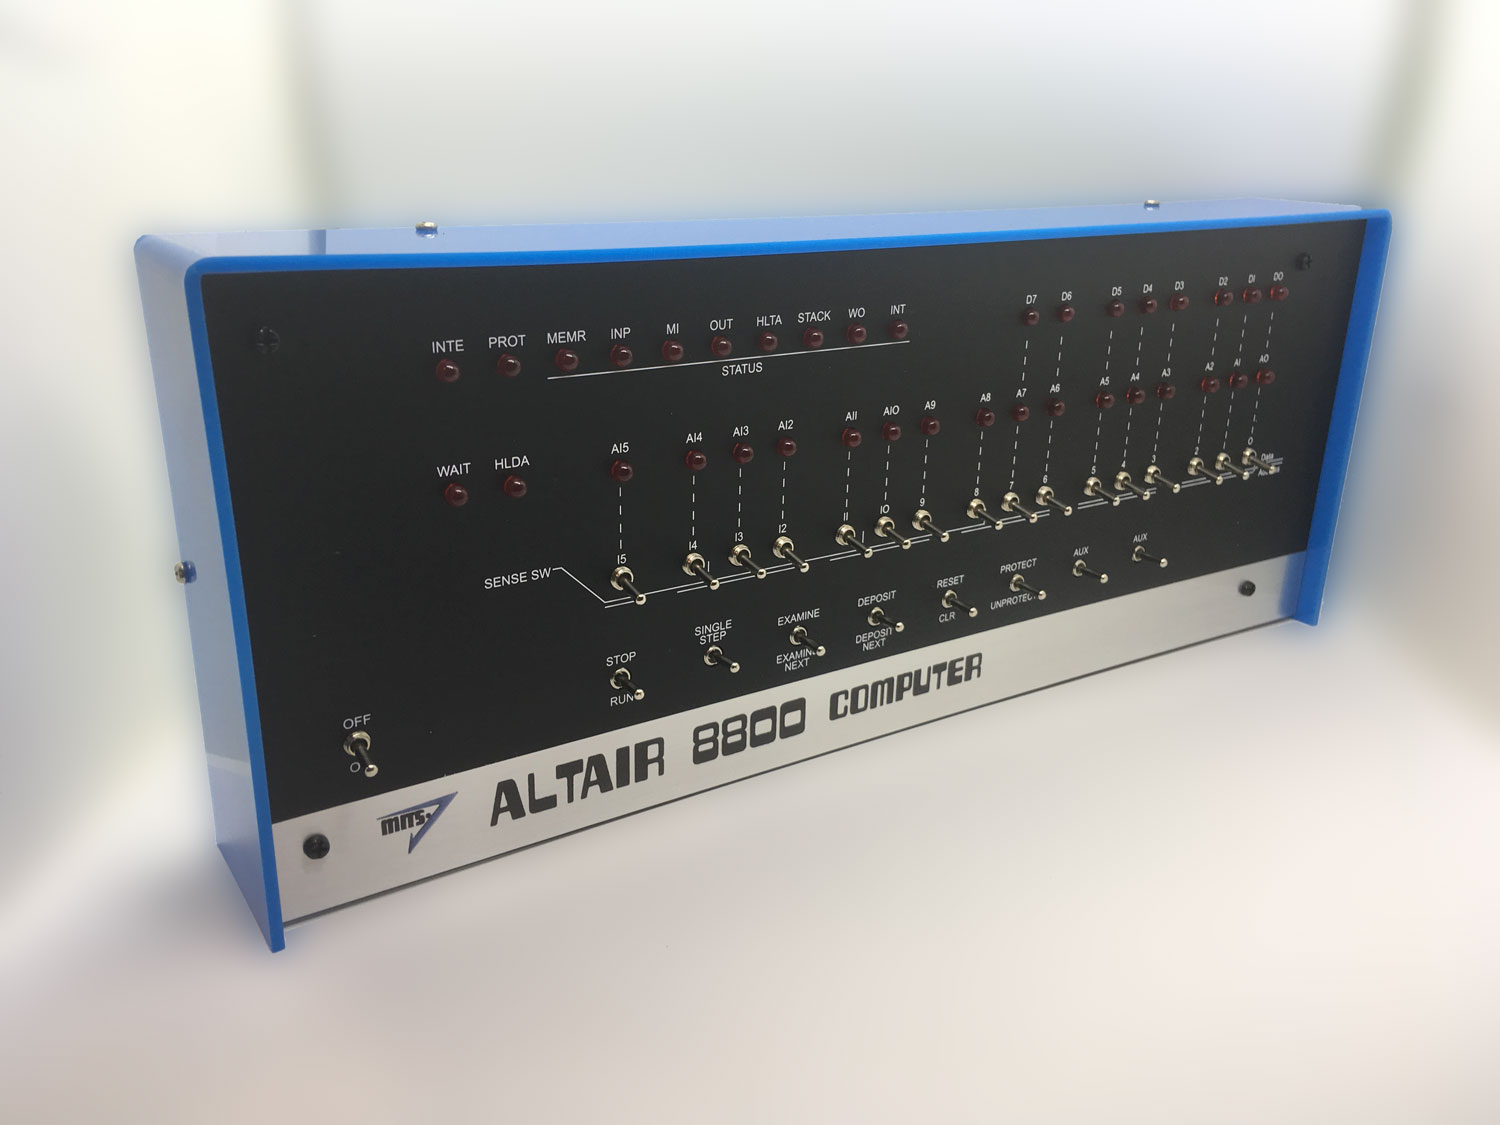 INTE PROT MEMR INP MI OUT HLTA STACK WO INT D7 D6 D5 D4 D3 D2 DI DO
STATUS
WAIT HLDA AI5 AI4 AI3 AI2 AII AIO A9 A8 A7 A6 A5 A4 A3 A2 AI AO
I5 I4 I3 I2 II IO 9 8 7 6 5 4 3 2 O
Data
SENSE SW
STOP SINGLE STEP EXAMINE DEPOSIT RESET PROTECT AUX AUX
RUN EXAMINE NEXT DEPOSIT NEXT CLR UNPROTECT
OFF
O
mits
ALTAIR 8800 COMPUTER